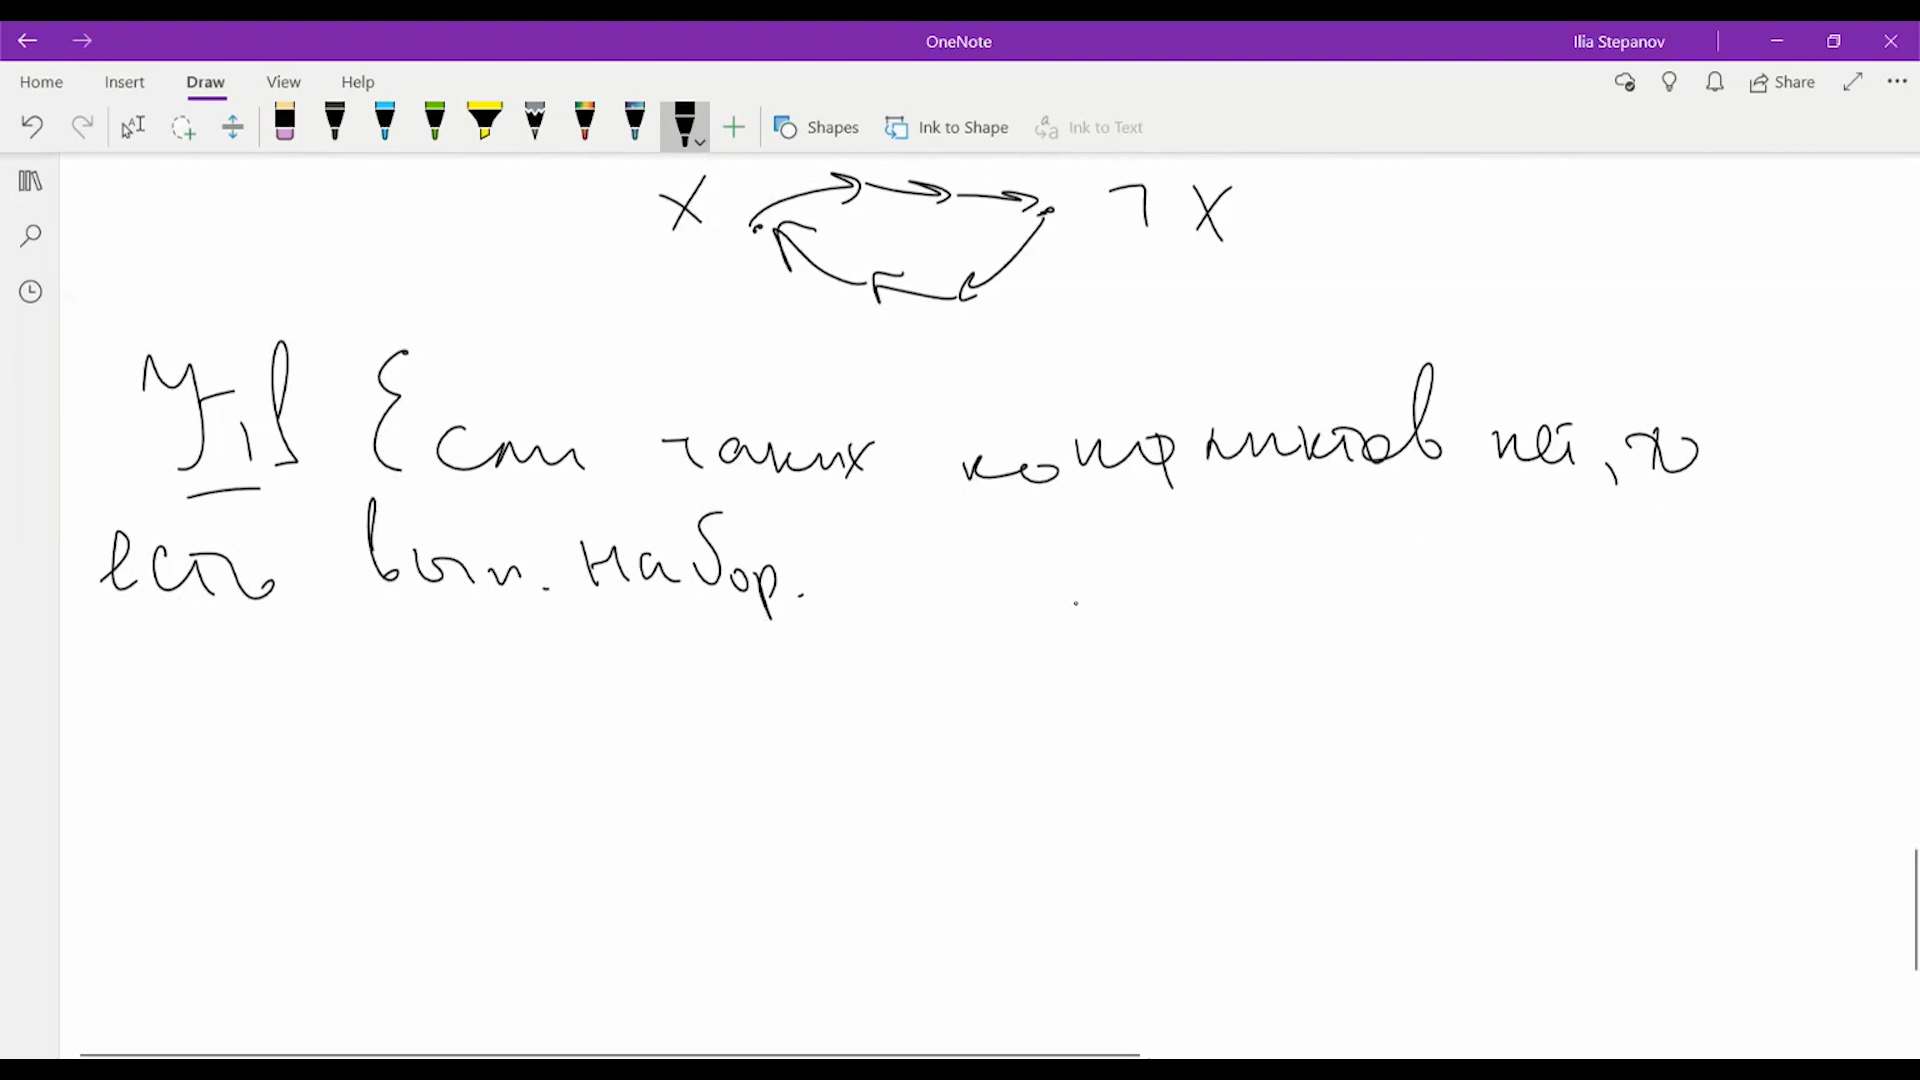 OneNote
Ilia Stepanov
Home Insert Draw View Help
Share
Shapes Ink to Shape Ink to Text
X ¬ X
Утв Если таких конфликтов нет, то
есть вып. набор.